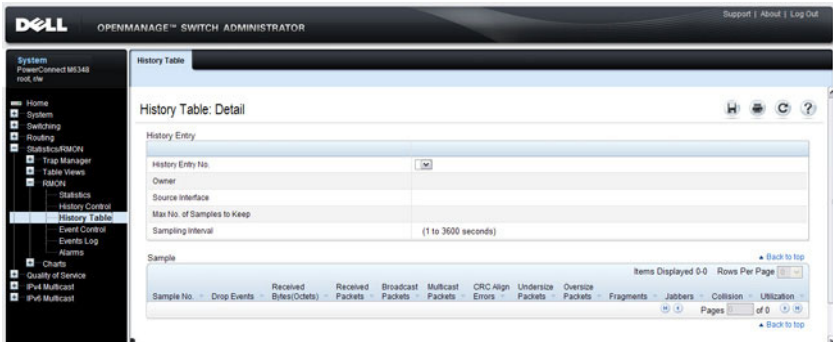 Support | About | Log Out
DELL OPENMANAGE™ SWITCH ADMINISTRATOR
System
PowerConnect M6348
root, r/w
History Table
Home
System
Switching
Routing
Statistics/RMON
Trap Manager
Table Views
RMON
Statistics
History Control
History Table
Event Control
Events Log
Alarms
Charts
Quality of Service
IPv4 Multicast
IPv6 Multicast
History Table: Detail
History Entry
History Entry No.
Owner
Source Interface
Max No. of Samples to Keep
Sampling Interval (1 to 3600 seconds)
Sample
Back to top
Items Displayed 0-0 Rows Per Page
Sample No. Drop Events Received Bytes(Octets) Received Packets Broadcast Packets Multicast Packets CRC Align Errors Undersize Packets Oversize Packets Fragments Jabbers Collision Utilization
Pages of 0
Back to top